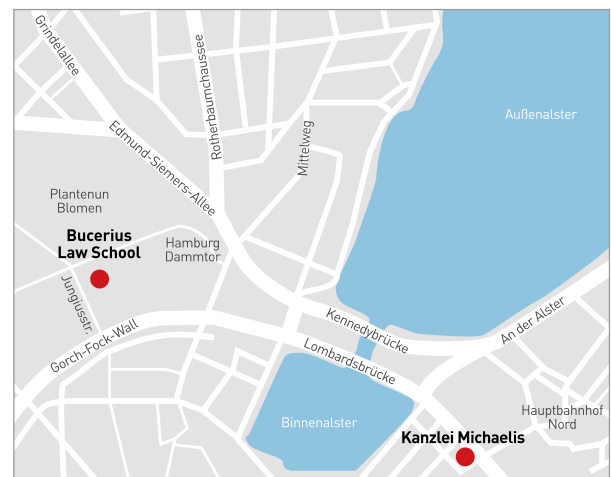 Grindelallee
Rotherbaumchaussee
Außenalster
Edmund-Siemers-Allee
Mittelweg
Plantenun
Blomen
Bucerius
Law School
Hamburg
Dammtor
Jungiusstr.
Gorch-Fock-Wall
Kennedybrücke
An der Alster
Lombardsbrücke
Binnenalster
Hauptbahnhof
Nord
Kanzlei Michaelis